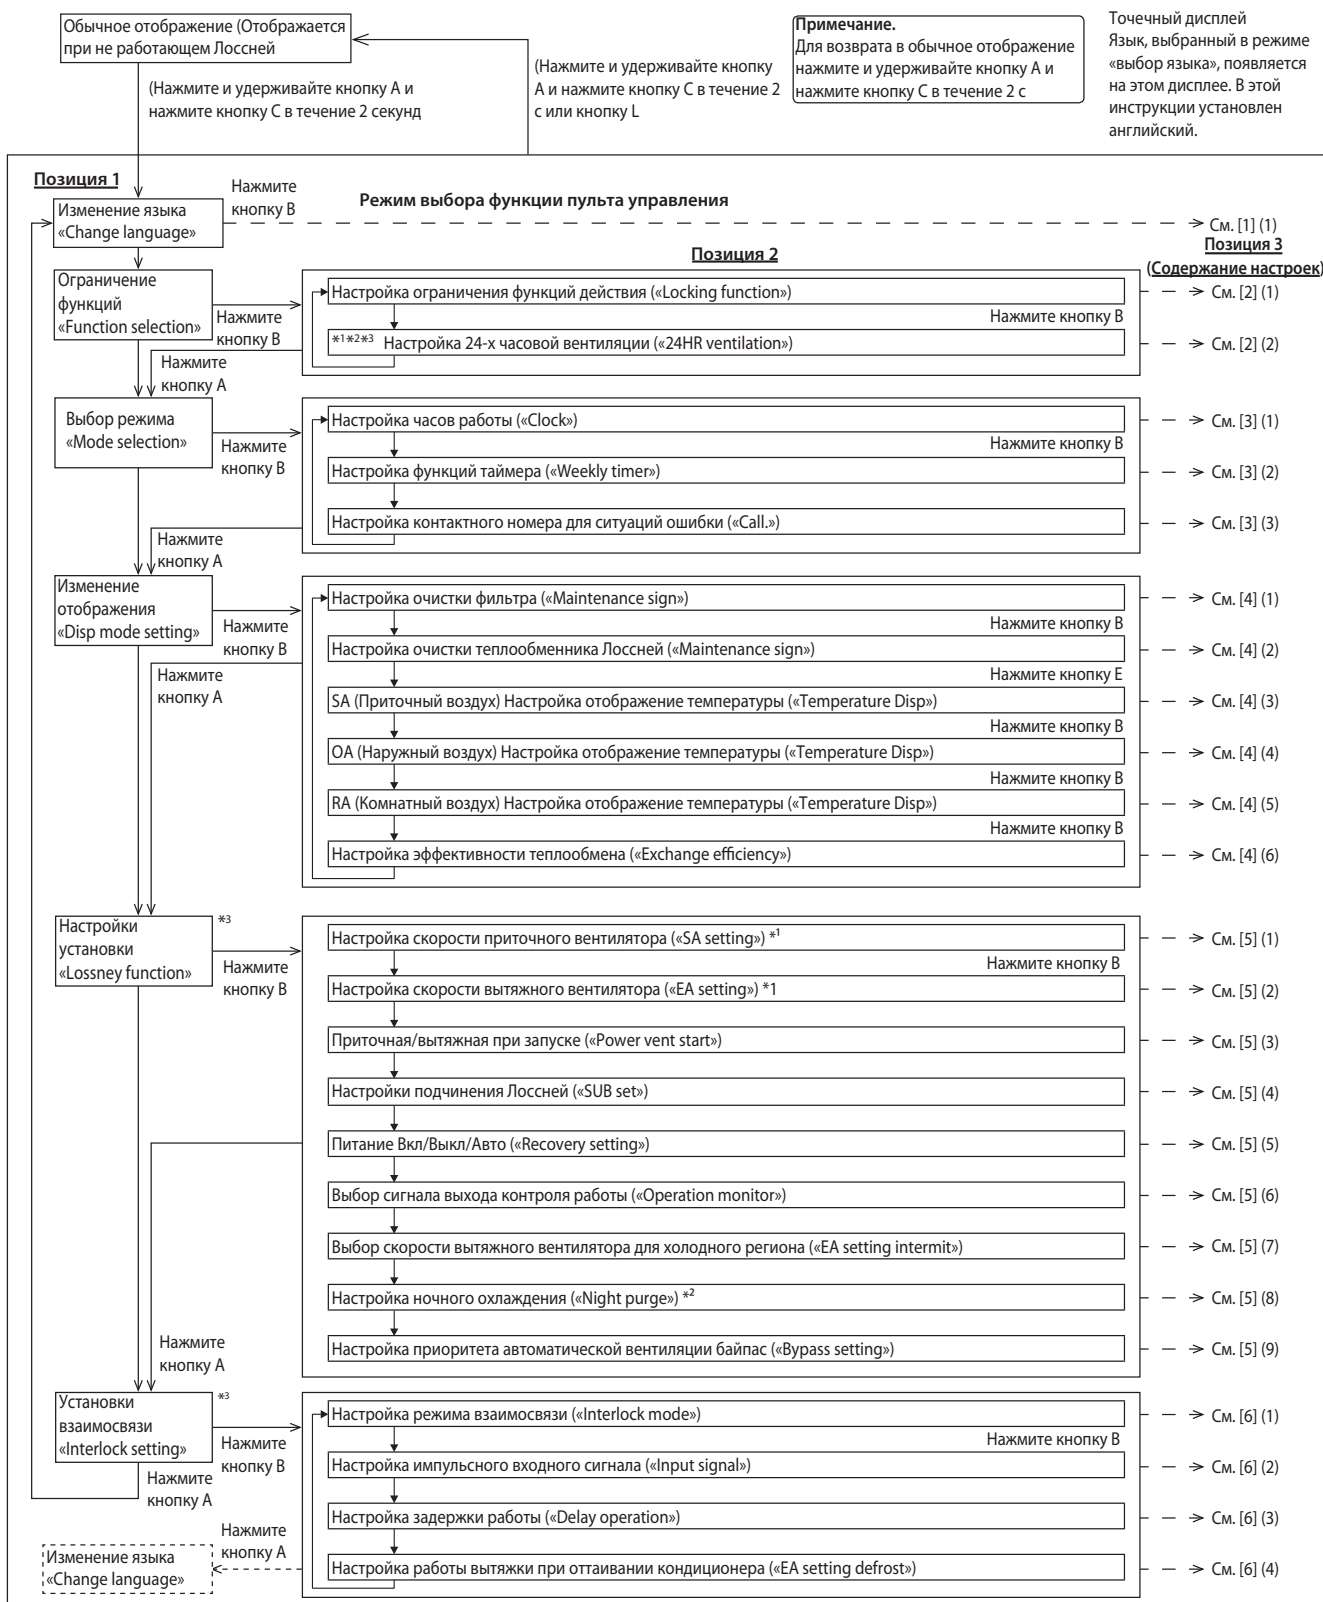 Обычное отображение (Отображается
при не работающем Лоссней
(Нажмите и удерживайте кнопку A и
нажмите кнопку C в течение 2 секунд
(Нажмите и удерживайте кнопку
A и нажмите кнопку C в течение 2
с или кнопку L
Примечание.
Для возврата в обычное отображение
нажмите и удерживайте кнопку A и
нажмите кнопку C в течение 2 с
Точечный дисплей
Язык, выбранный в режиме
«выбор языка», появляется
на этом дисплее. В этой
инструкции установлен
английский.
Позиция 1
Изменение языка
«Change language»
Нажмите
кнопку B
Режим выбора функции пульта управления
См. [1] (1)
Позиция 2
Позиция 3
(Содержание настроек)
Ограничение
функций
«Function selection»
Нажмите
кнопку B
Настройка ограничения функций действия («Locking function»)
См. [2] (1)
Нажмите кнопку B
*1*2*3 Настройка 24-х часовой вентиляции («24HR ventilation»)
См. [2] (2)
Нажмите
кнопку A
Выбор режима
«Mode selection»
Нажмите
кнопку B
Настройка часов работы («Clock»)
См. [3] (1)
Нажмите кнопку B
Настройка функций таймера («Weekly timer»)
См. [3] (2)
Настройка контактного номера для ситуаций ошибки («Call.»)
См. [3] (3)
Нажмите
кнопку A
Изменение
отображения
«Disp mode setting»
Нажмите
кнопку B
Настройка очистки фильтра («Maintenance sign»)
См. [4] (1)
Нажмите кнопку B
Настройка очистки теплообменника Лоссней («Maintenance sign»)
См. [4] (2)
Нажмите кнопку E
SA (Приточный воздух) Настройка отображение температуры («Temperature Disp»)
См. [4] (3)
Нажмите кнопку B
OA (Наружный воздух) Настройка отображение температуры («Temperature Disp»)
См. [4] (4)
Нажмите кнопку B
RA (Комнатный воздух) Настройка отображение температуры («Temperature Disp»)
См. [4] (5)
Нажмите кнопку B
Настройка эффективности теплообмена («Exchange efficiency»)
См. [4] (6)
Нажмите
кнопку A
Настройки
установки
«Lossney function»
*3
Нажмите
кнопку B
Настройка скорости приточного вентилятора («SA setting») *1
См. [5] (1)
Нажмите кнопку B
Настройка скорости вытяжного вентилятора («EA setting») *1
См. [5] (2)
Приточная/вытяжная при запуске («Power vent start»)
См. [5] (3)
Настройки подчинения Лоссней («SUB set»)
См. [5] (4)
Питание Вкл/Выкл/Авто («Recovery setting»)
См. [5] (5)
Выбор сигнала выхода контроля работы («Operation monitor»)
См. [5] (6)
Выбор скорости вытяжного вентилятора для холодного региона («EA setting intermit»)
См. [5] (7)
Настройка ночного охлаждения («Night purge») *2
См. [5] (8)
Настройка приоритета автоматической вентиляции байпас («Bypass setting»)
См. [5] (9)
Нажмите
кнопку A
Установки
взаимосвязи
«Interlock setting»
*3
Нажмите
кнопку B
Настройка режима взаимосвязи («Interlock mode»)
См. [6] (1)
Нажмите кнопку B
Настройка импульсного входного сигнала («Input signal»)
См. [6] (2)
Нажмите
кнопку A
Настройка задержки работы («Delay operation»)
См. [6] (3)
Нажмите
кнопку A
Изменение языка
«Change language»
Настройка работы вытяжки при оттаивании кондиционера («EA setting defrost»)
См. [6] (4)